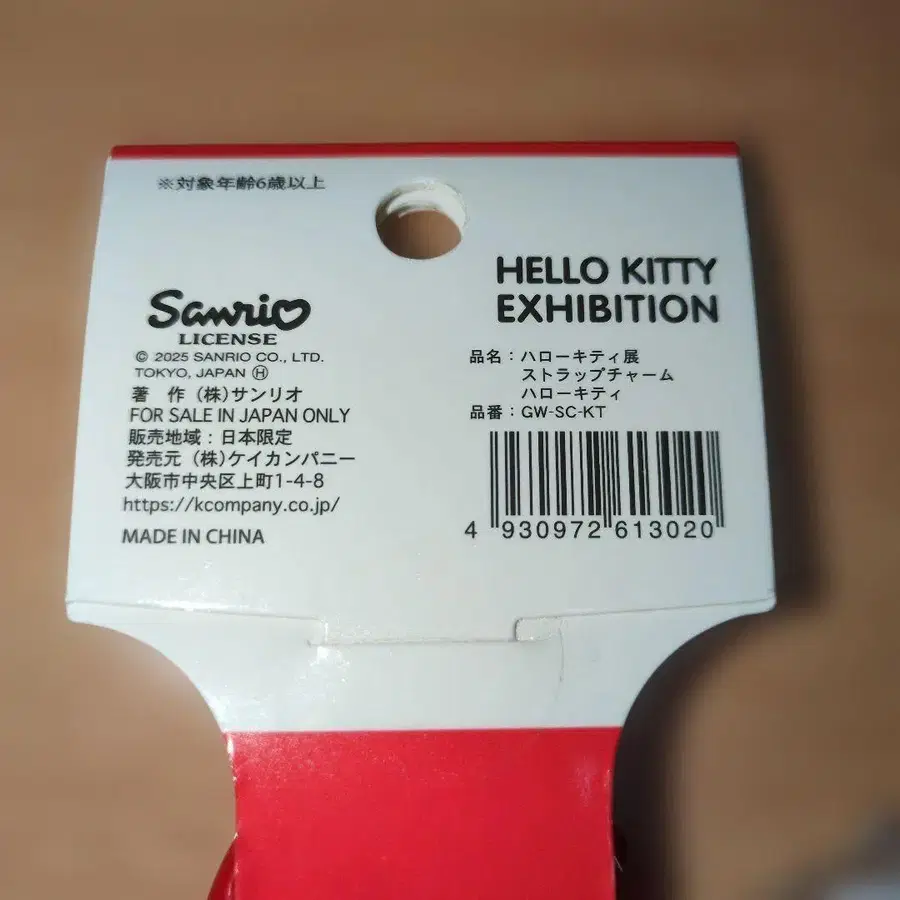 ※対象年齢6歳以上
Sanrio
LICENSE
© 2025 SANRIO CO., LTD.
TOKYO, JAPAN Ⓗ
著　作（株）サンリオ
FOR SALE IN JAPAN ONLY
販売地域：日本限定
発売元（株）ケイカンパニー
大阪市中央区上町1-4-8
https://kcompany.co.jp/
MADE IN CHINA
HELLO KITTY
EXHIBITION
品名：ハローキティ展
ストラップチャーム
ハローキティ
品番：GW-SC-KT
4 930972 613020